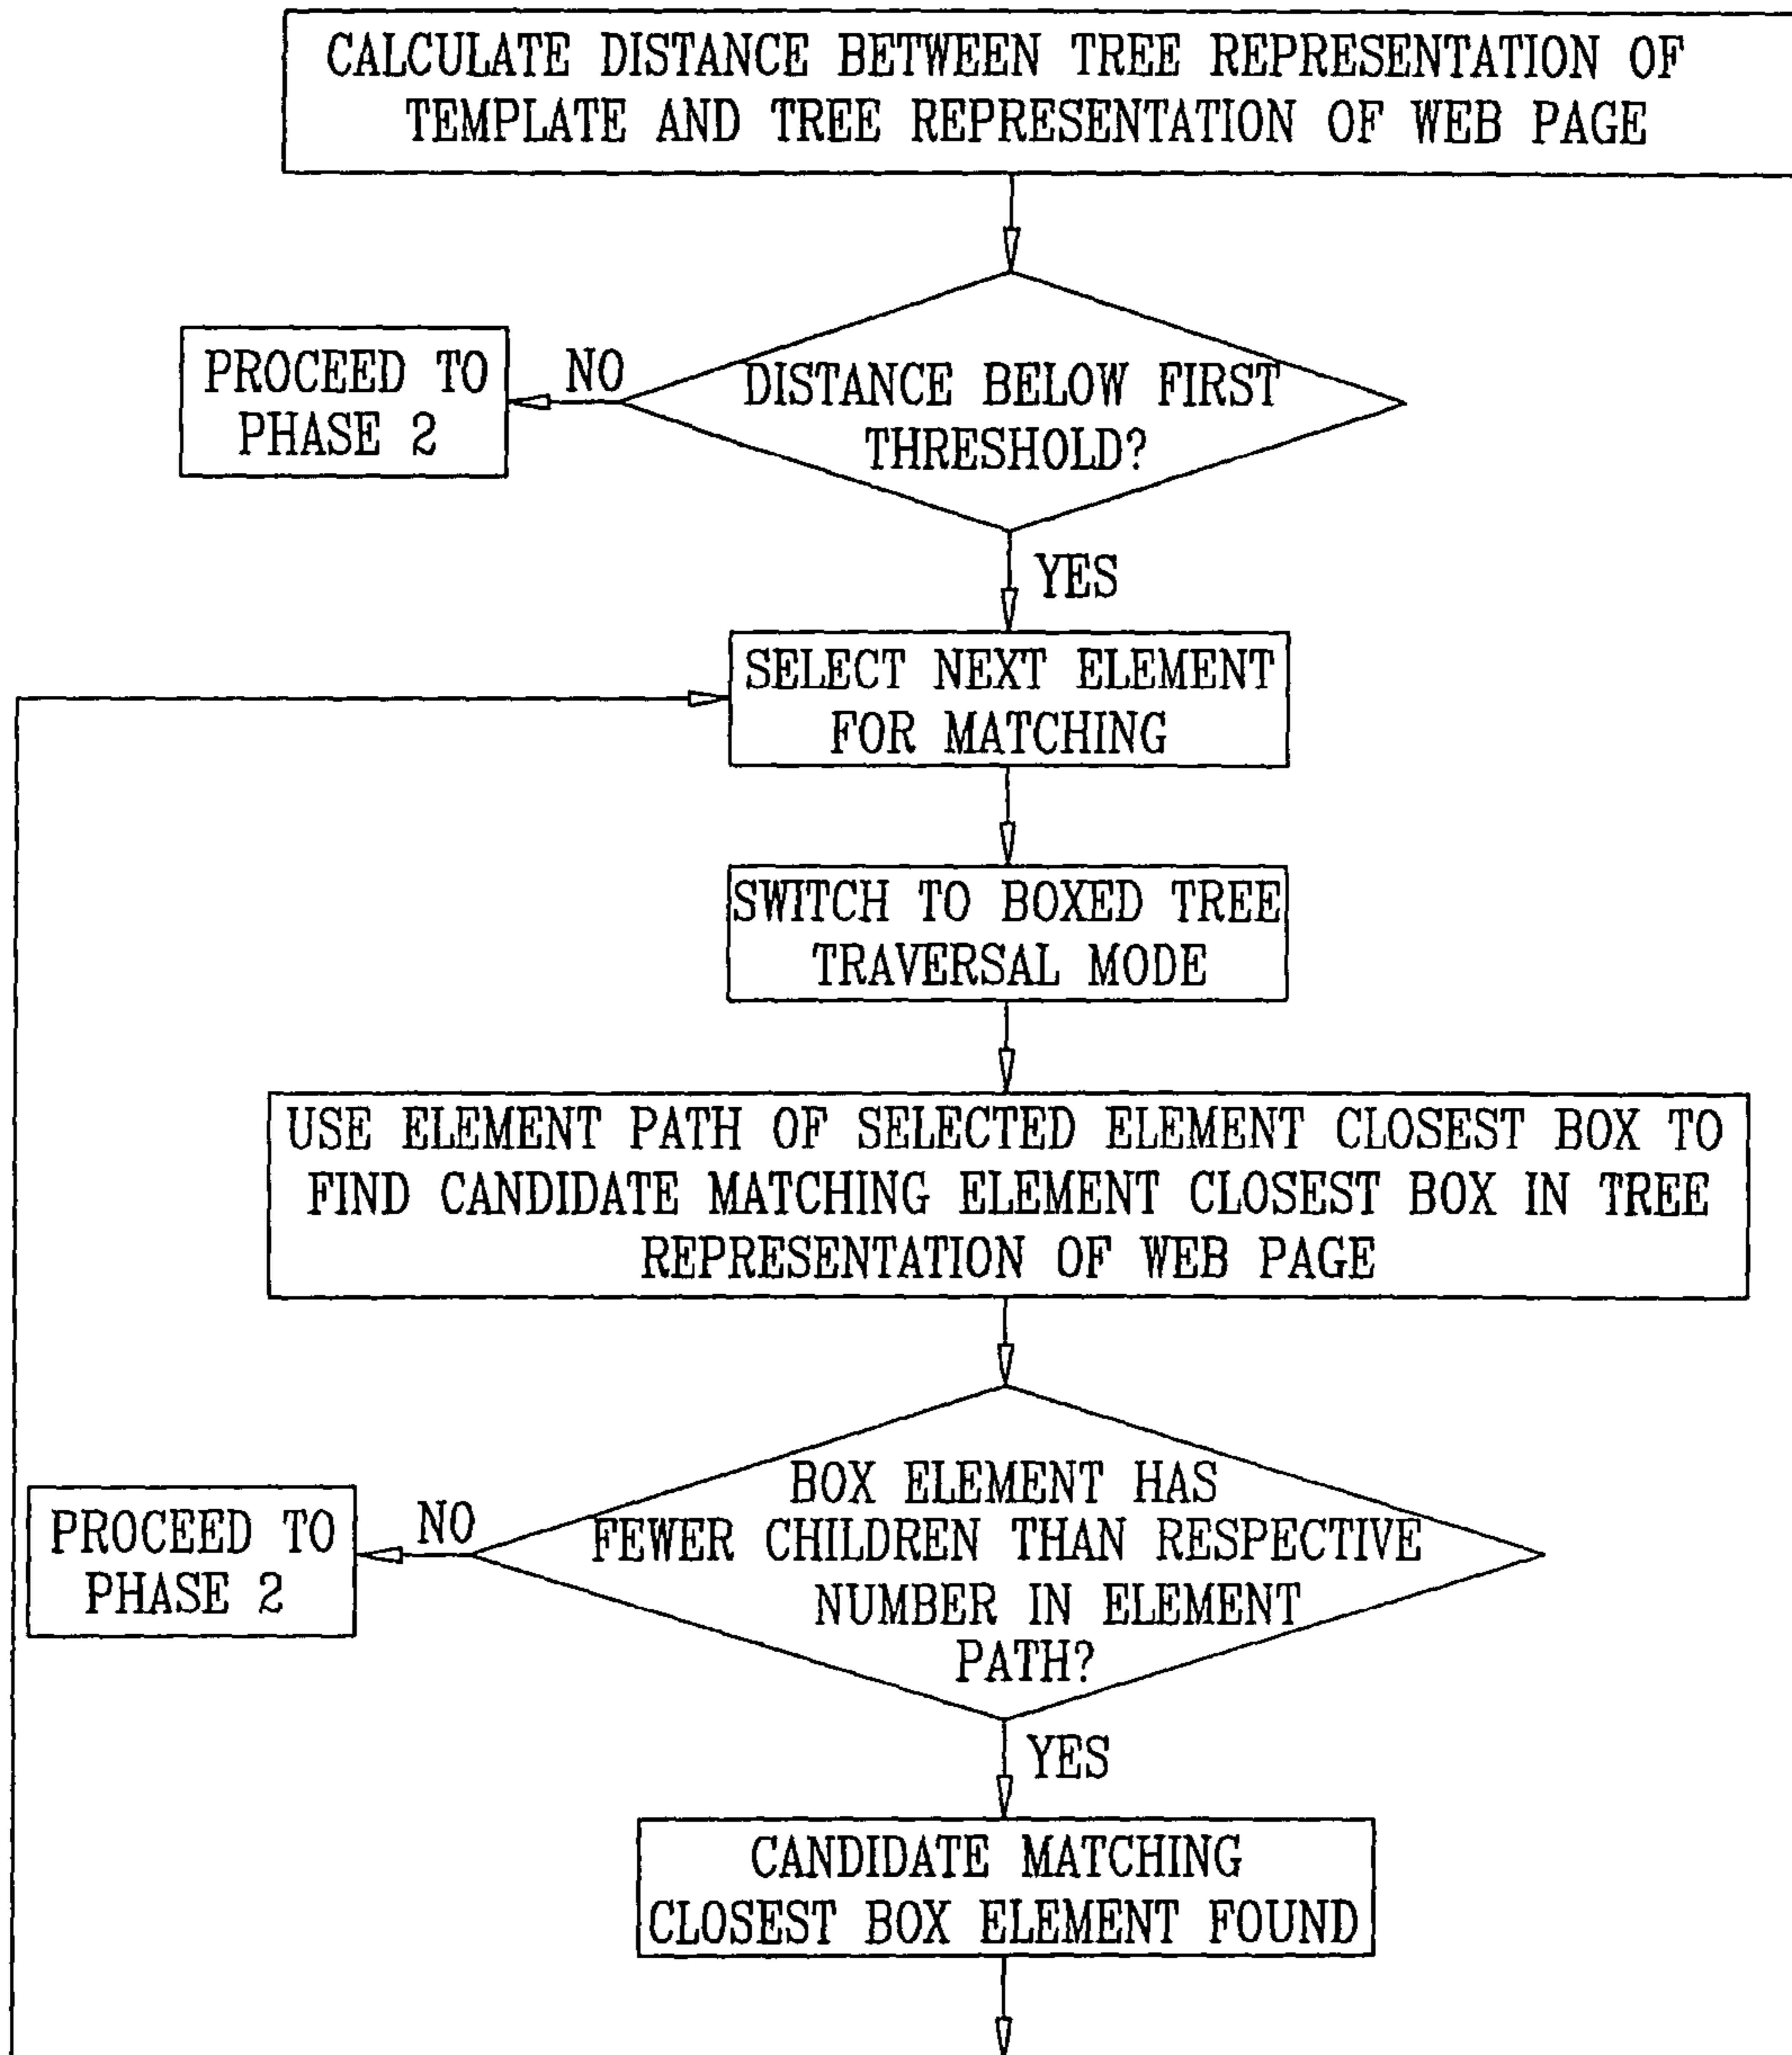 CALCULATE DISTANCE BETWEEN TREE REPRESENTATION OF
TEMPLATE AND TREE REPRESENTATION OF WEB PAGE
PROCEED TO
PHASE 2
NO
DISTANCE BELOW FIRST
THRESHOLD?
YES
SELECT NEXT ELEMENT
FOR MATCHING
SWITCH TO BOXED TREE
TRAVERSAL MODE
USE ELEMENT PATH OF SELECTED ELEMENT CLOSEST BOX TO
FIND CANDIDATE MATCHING ELEMENT CLOSEST BOX IN TREE
REPRESENTATION OF WEB PAGE
PROCEED TO
PHASE 2
NO
BOX ELEMENT HAS
FEWER CHILDREN THAN RESPECTIVE
NUMBER IN ELEMENT
PATH?
YES
CANDIDATE MATCHING
CLOSEST BOX ELEMENT FOUND